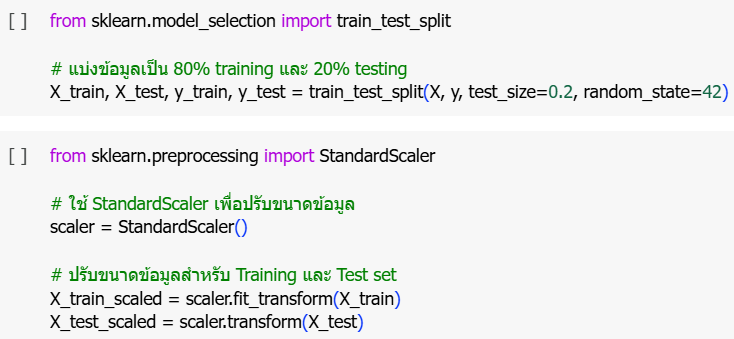 [ ] from sklearn.model_selection import train_test_split
# แบ่งข้อมูลเป็น 80% training และ 20% testing
X_train, X_test, y_train, y_test = train_test_split(X, y, test_size=0.2, random_state=42)
[ ] from sklearn.preprocessing import StandardScaler
# ใช้ StandardScaler เพื่อปรับขนาดข้อมูล
scaler = StandardScaler()
# ปรับขนาดข้อมูลสำหรับ Training และ Test set
X_train_scaled = scaler.fit_transform(X_train)
X_test_scaled = scaler.transform(X_test)